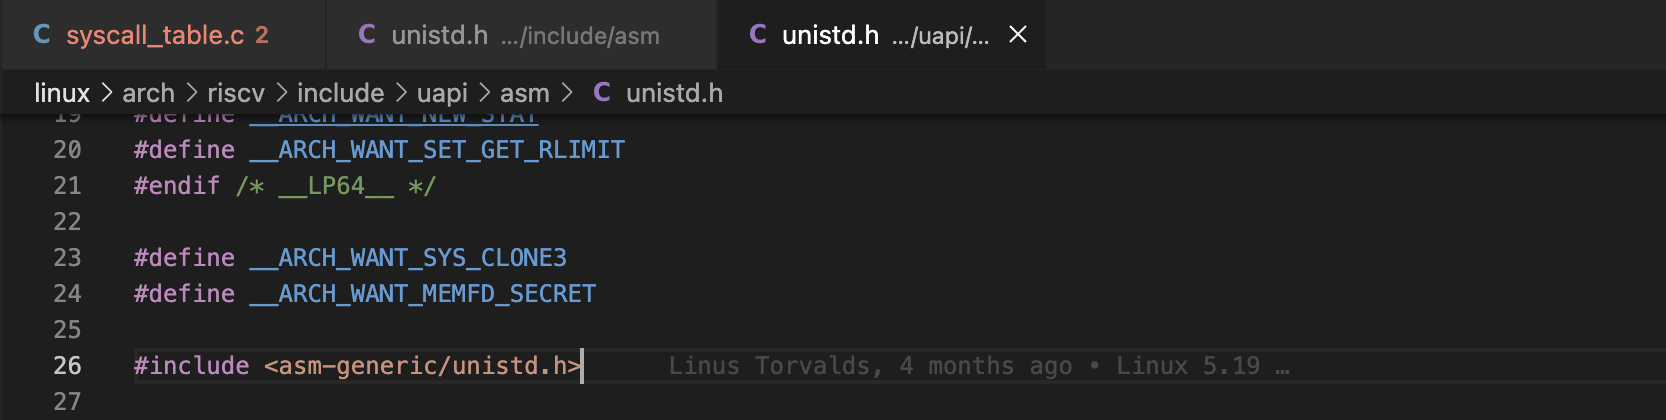 C syscall_table.c 2 C unistd.h .../include/asm C unistd.h .../uapi/... ×
linux > arch > riscv > include > uapi > asm > C unistd.h
19 #define __ARCH_WANT_NEW_STAT
20 #define __ARCH_WANT_SET_GET_RLIMIT
21 #endif /* __LP64__ */
22
23 #define __ARCH_WANT_SYS_CLONE3
24 #define __ARCH_WANT_MEMFD_SECRET
25
26 #include <asm-generic/unistd.h> Linus Torvalds, 4 months ago • Linux 5.19 …
27